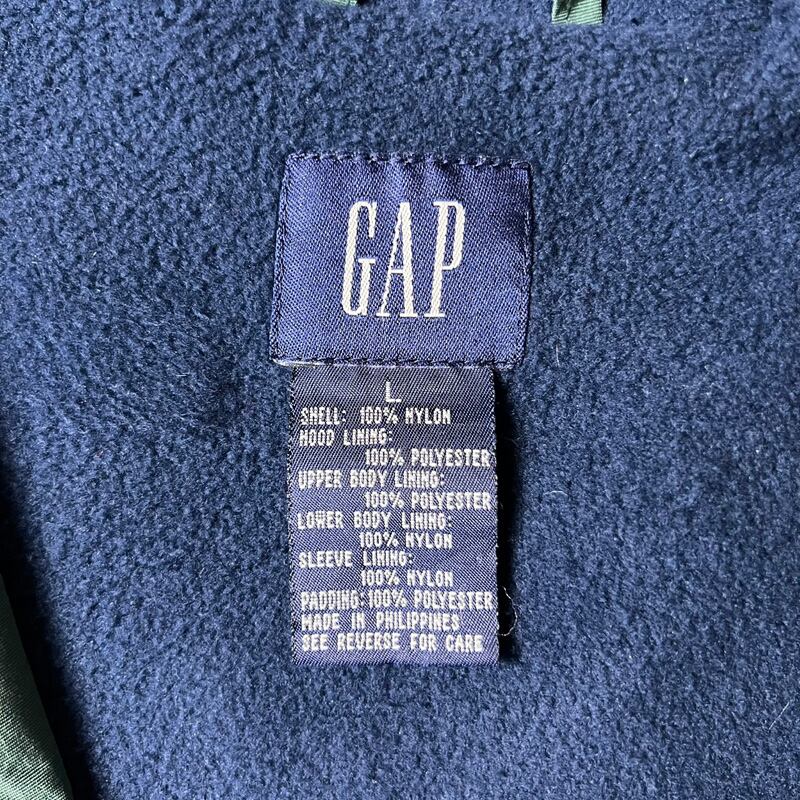 GAP
L
SHELL: 100% NYLON
HOOD LINING:
100% POLYESTER
UPPER BODY LINING:
100% POLYESTER
LOWER BODY LINING:
100% NYLON
SLEEVE LINING:
100% NYLON
PADDING: 100% POLYESTER
MADE IN PHILIPPINES
SEE REVERSE FOR CARE